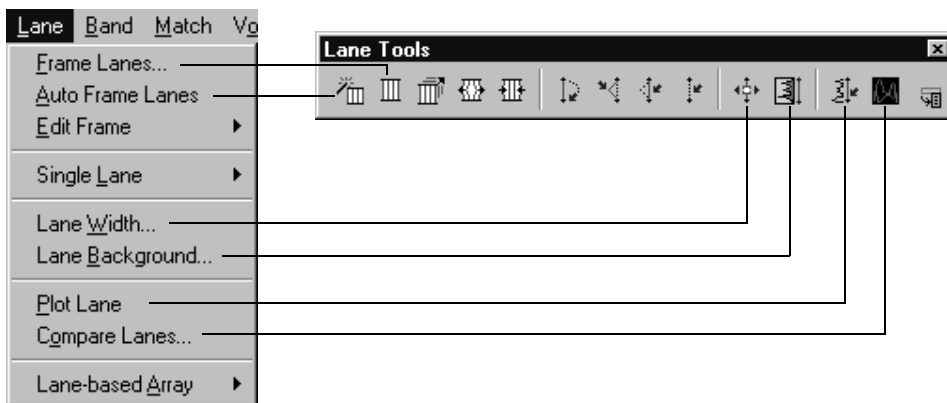 Lane Band Match Vo
Lane Tools
Frame Lanes...
Auto Frame Lanes
Edit Frame
Single Lane
Lane Width...
Lane Background...
Plot Lane
Compare Lanes...
Lane-based Array